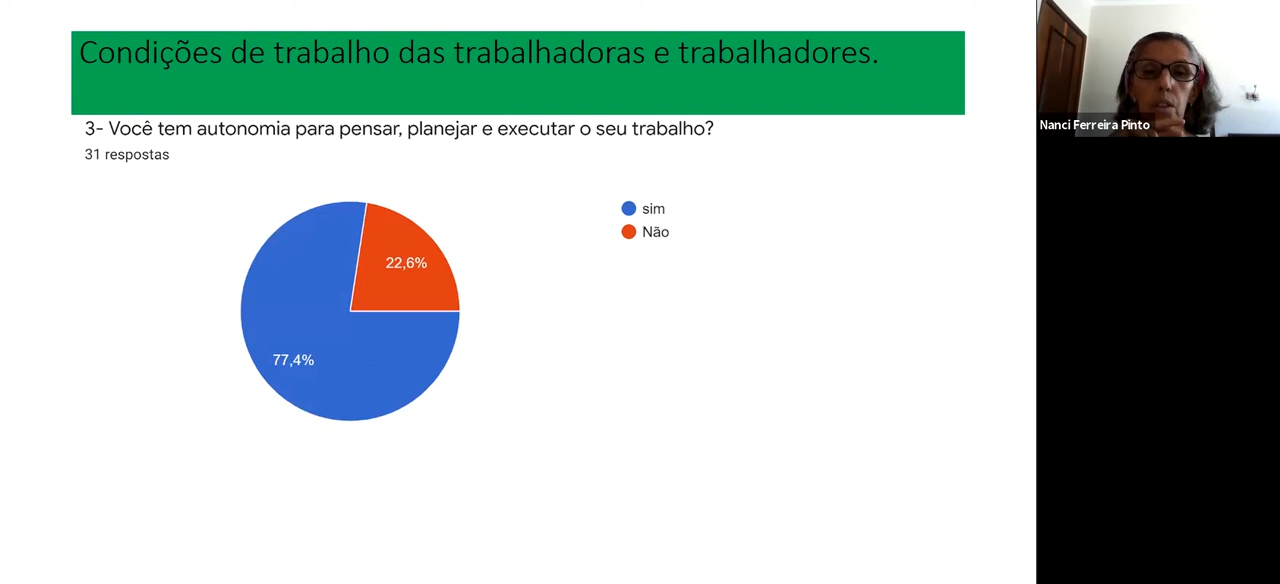 Condições de trabalho das trabalhadoras e trabalhadores.
3- Você tem autonomia para pensar, planejar e executar o seu trabalho?
31 respostas
sim
Não
22,6%
77,4%
Nanci Ferreira Pinto